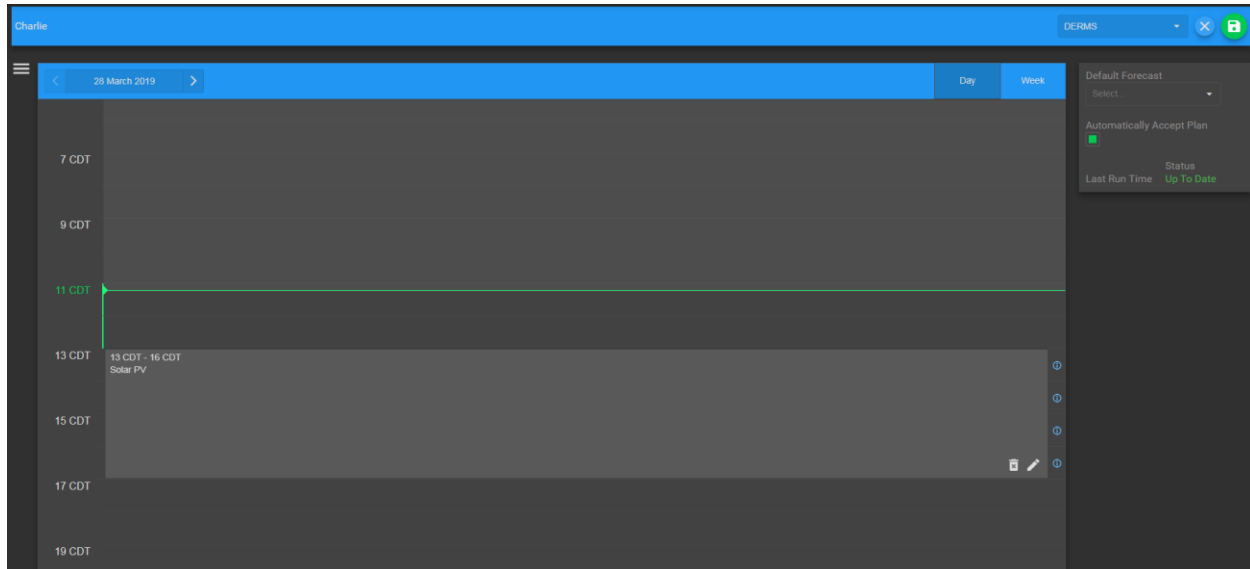 Charlie
DERMS
28 March 2019
Day
Week
Default Forecast
Select...
Automatically Accept Plan
Status
Last Run Time Up To Date
7 CDT
9 CDT
11 CDT
13 CDT
13 CDT - 16 CDT
Solar PV
15 CDT
17 CDT
19 CDT